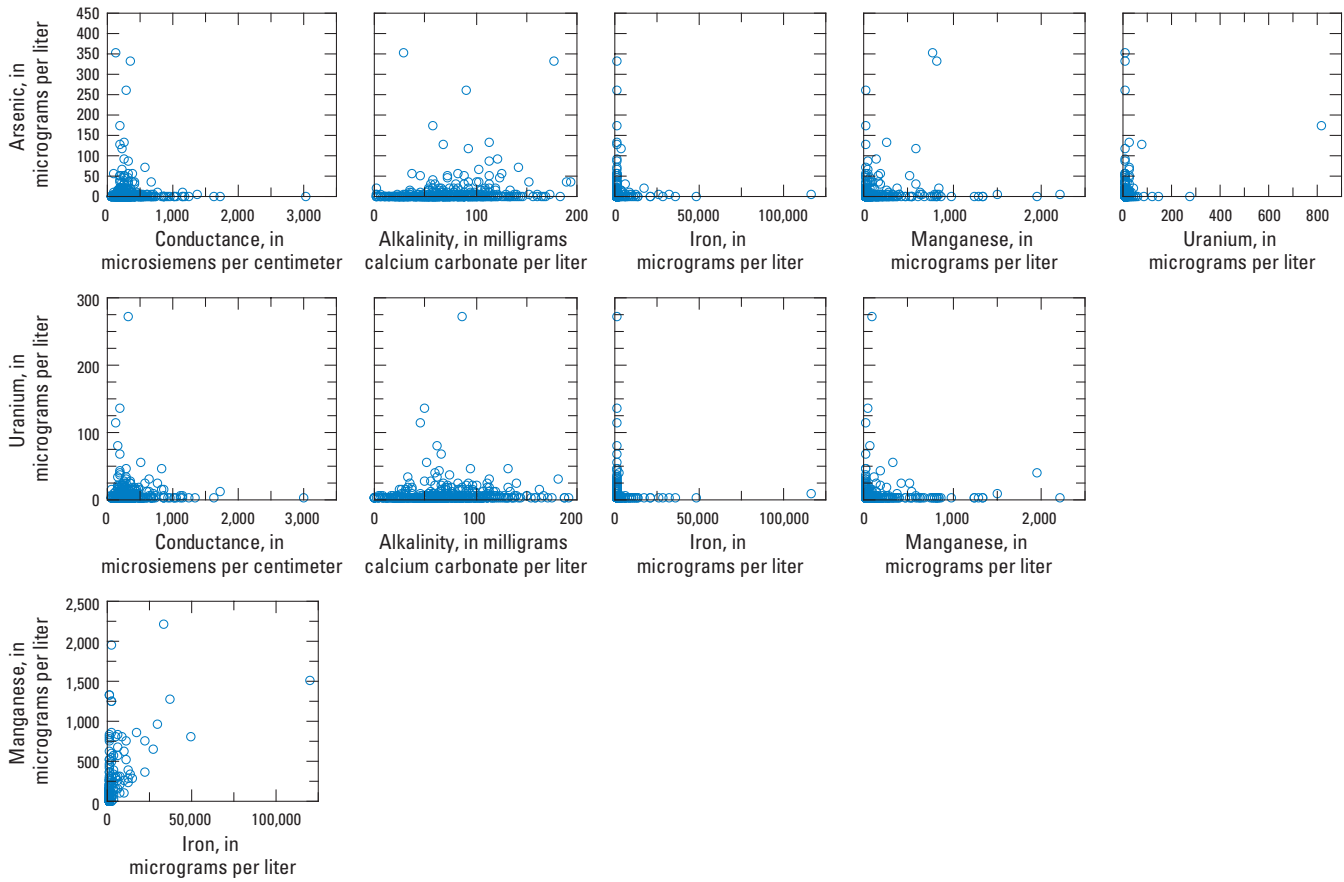 Arsenic, in
micrograms per liter
450
400
350
300
250
200
150
100
50
0
0 1,000 2,000 3,000
Conductance, in
microsiemens per centimeter
0 100 200
Alkalinity, in milligrams
calcium carbonate per liter
0 50,000 100,000
Iron, in
micrograms per liter
0 1,000 2,000
Manganese, in
micrograms per liter
0 200 400 600 800
Uranium, in
micrograms per liter
Uranium, in
micrograms per liter
300
200
100
0
0 1,000 2,000 3,000
Conductance, in
microsiemens per centimeter
0 100 200
Alkalinity, in milligrams
calcium carbonate per liter
0 50,000 100,000
Iron, in
micrograms per liter
0 1,000 2,000
Manganese, in
micrograms per liter
Manganese, in
micrograms per liter
2,500
2,000
1,500
1,000
500
0
0 50,000 100,000
Iron, in
micrograms per liter